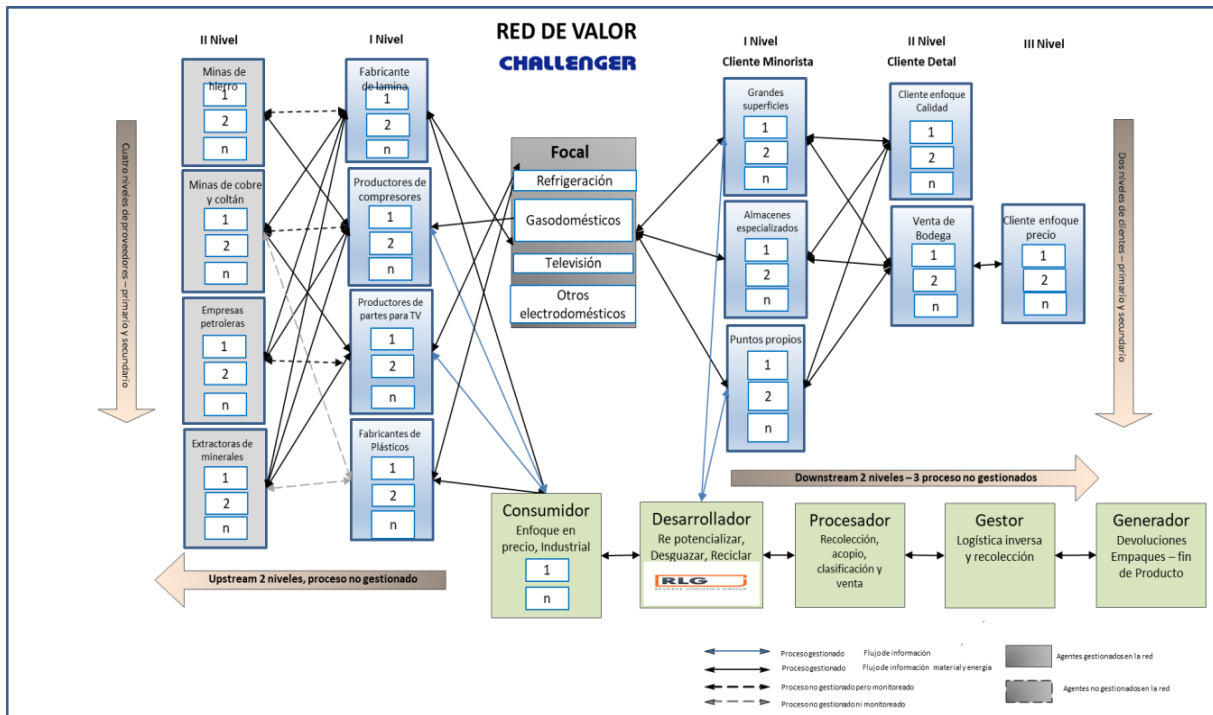 RED DE VALOR
CHALLENGER
II Nivel
I Nivel
I Nivel
Cliente Minorista
II Nivel
Cliente Detal
III Nivel
Cuatro niveles de proveedores – primario y secundario
Minas de
hierro
1
2
n
Minas de cobre
y coltán
1
2
n
Empresas
petroleras
1
2
n
Extractoras de
minerales
1
2
n
Fabricante
de lamina
1
2
n
Productores de
compresores
1
2
n
Productores de
partes para TV
1
2
n
Fabricantes de
Plásticos
1
2
n
Focal
Refrigeración
Gasodomésticos
Televisión
Otros
electrodomésticos
Grandes
superficies
1
2
n
Almacenes
especializados
1
2
n
Puntos propios
1
2
n
Cliente enfoque
Calidad
1
2
n
Venta de
Bodega
1
2
n
Cliente enfoque
precio
1
2
n
Dos niveles de clientes – primario y secundario
Downstream 2 niveles – 3 proceso no gestionados
Upstream 2 niveles, proceso no gestionado
Consumidor
Enfoque en
precio, Industrial
1
n
Desarrollador
Re potencializar,
Desguazar, Reciclar
RLG
REVERSE LOGISTICS GROUP
Procesador
Recolección,
acopio,
clasificación y
venta
Gestor
Logística inversa
y recolección
Generador
Devoluciones
Empaques – fin
de Producto
Proceso gestionado Flujo de información
Proceso gestionado Flujo de información material y energía
Proceso no gestionado pero monitoreado
Proceso no gestionado ni monitoreado
Agentes gestionados en la red
Agentes no gestionados en la red